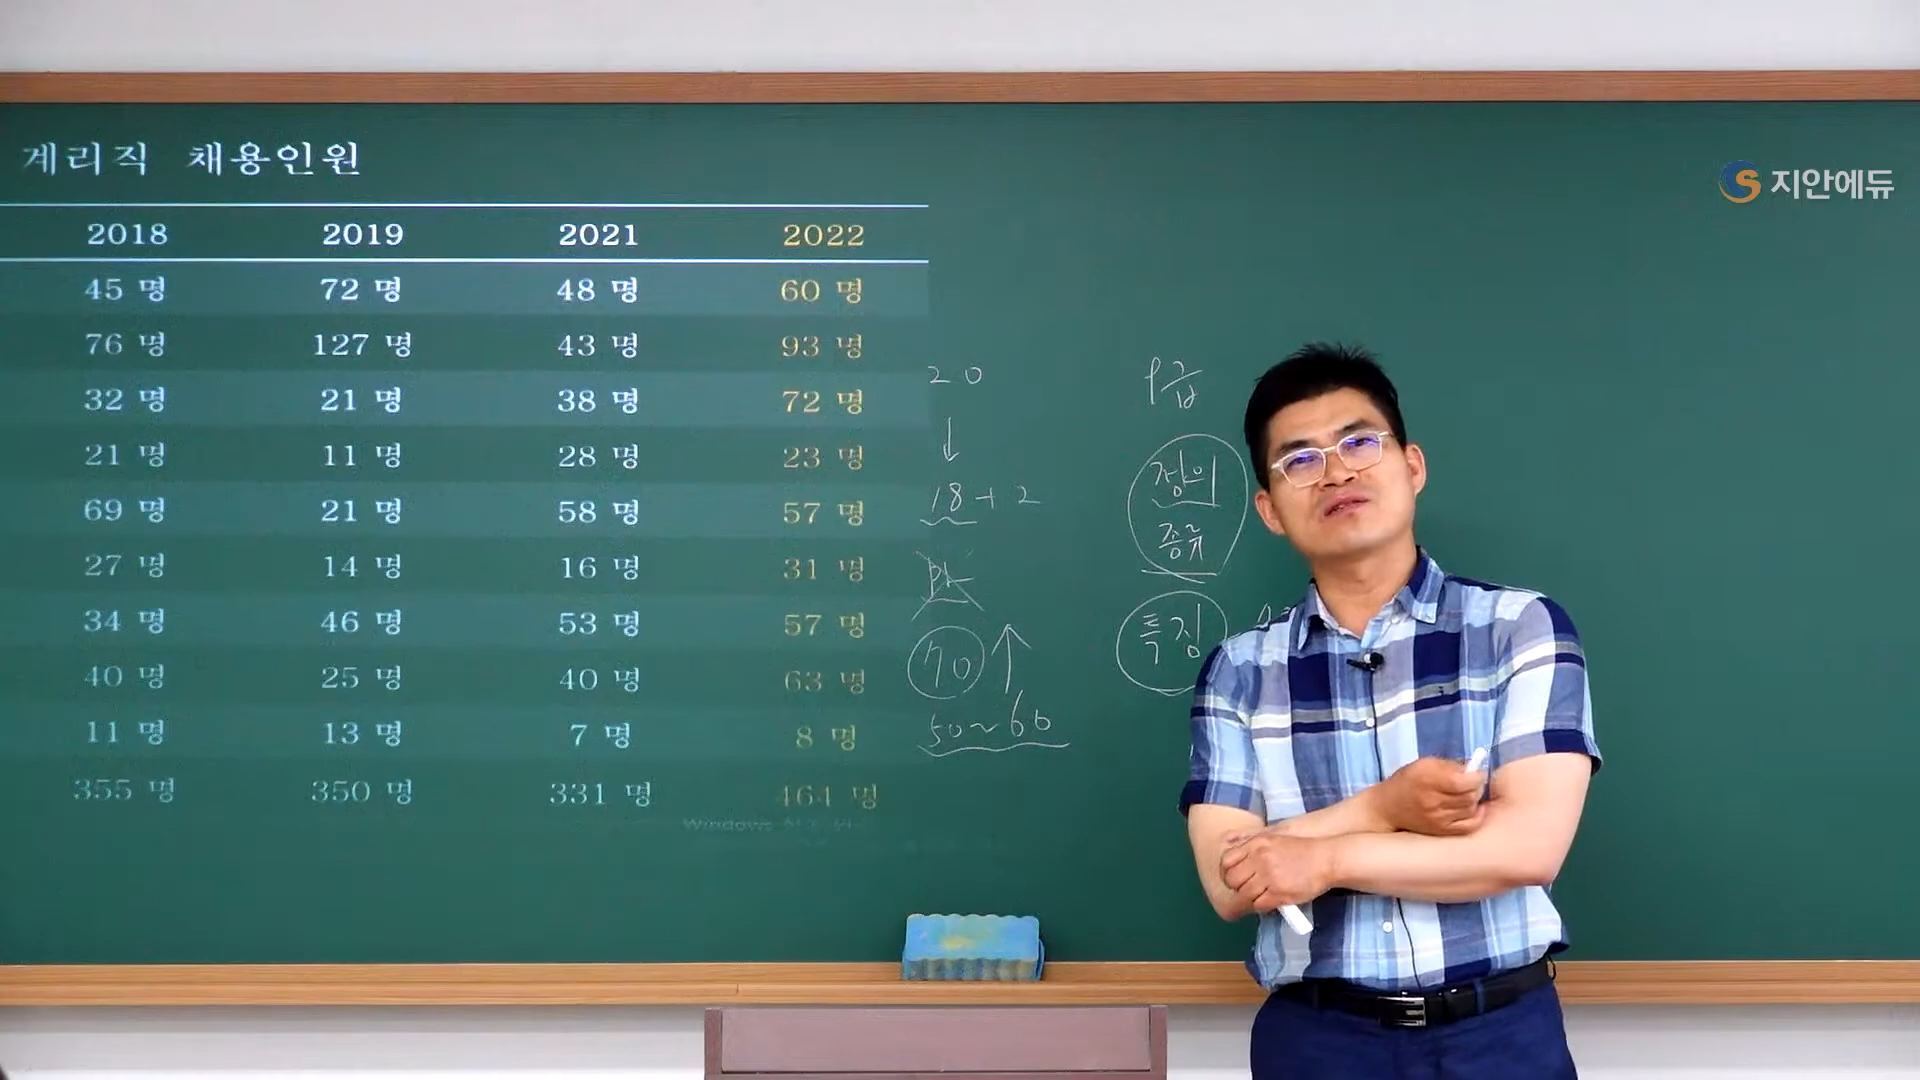 계리직 채용인원
지안에듀
2018 2019 2021 2022
45 명 72 명 48 명 60 명
76 명 127 명 43 명 93 명
32 명 21 명 38 명 72 명
21 명 11 명 28 명 23 명
69 명 21 명 58 명 57 명
27 명 14 명 16 명 31 명
34 명 46 명 53 명 57 명
40 명 25 명 40 명 63 명
11 명 13 명 7 명 8 명
355 명 350 명 331 명 464 명
Windows
20
18+2
70
50~60
9급
정의
종류
특징